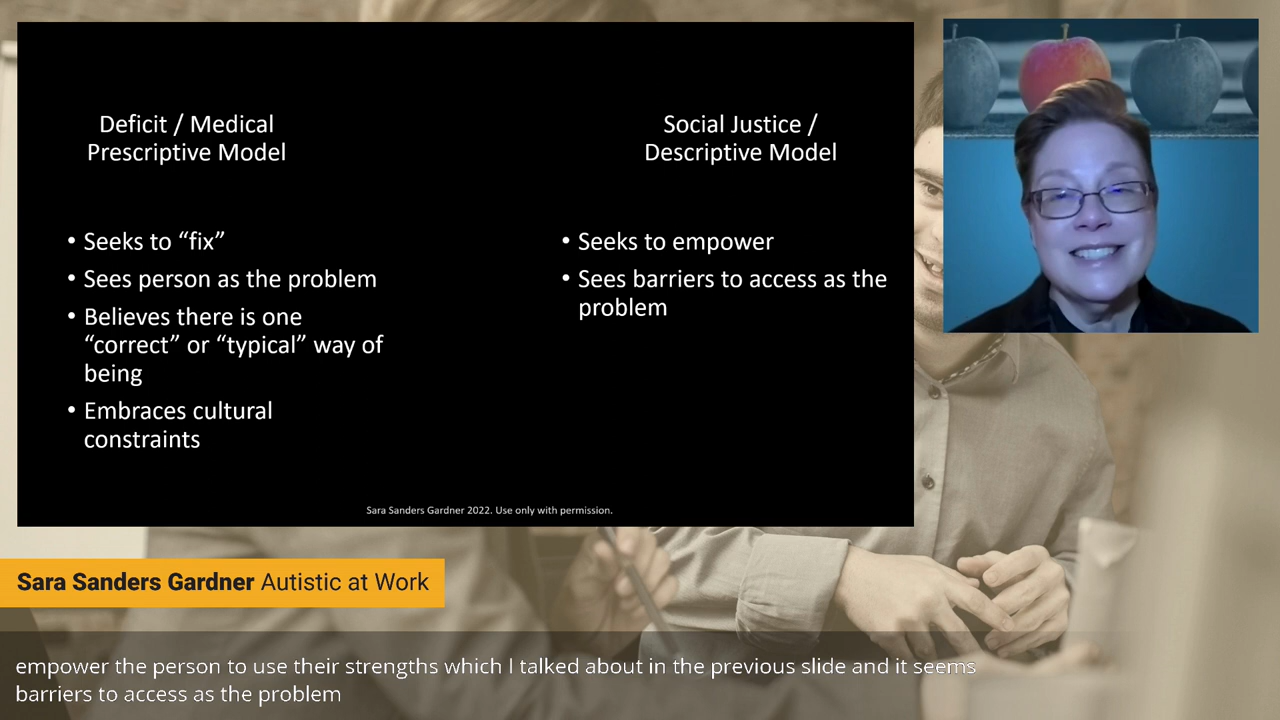 Deficit / Medical
Prescriptive Model
• Seeks to “fix”
• Sees person as the problem
• Believes there is one
“correct” or “typical” way of
being
• Embraces cultural
constraints
Social Justice /
Descriptive Model
• Seeks to empower
• Sees barriers to access as the
problem
Sara Sanders Gardner 2022. Use only with permission.
Sara Sanders Gardner Autistic at Work
empower the person to use their strengths which I talked about in the previous slide and it seems
barriers to access as the problem